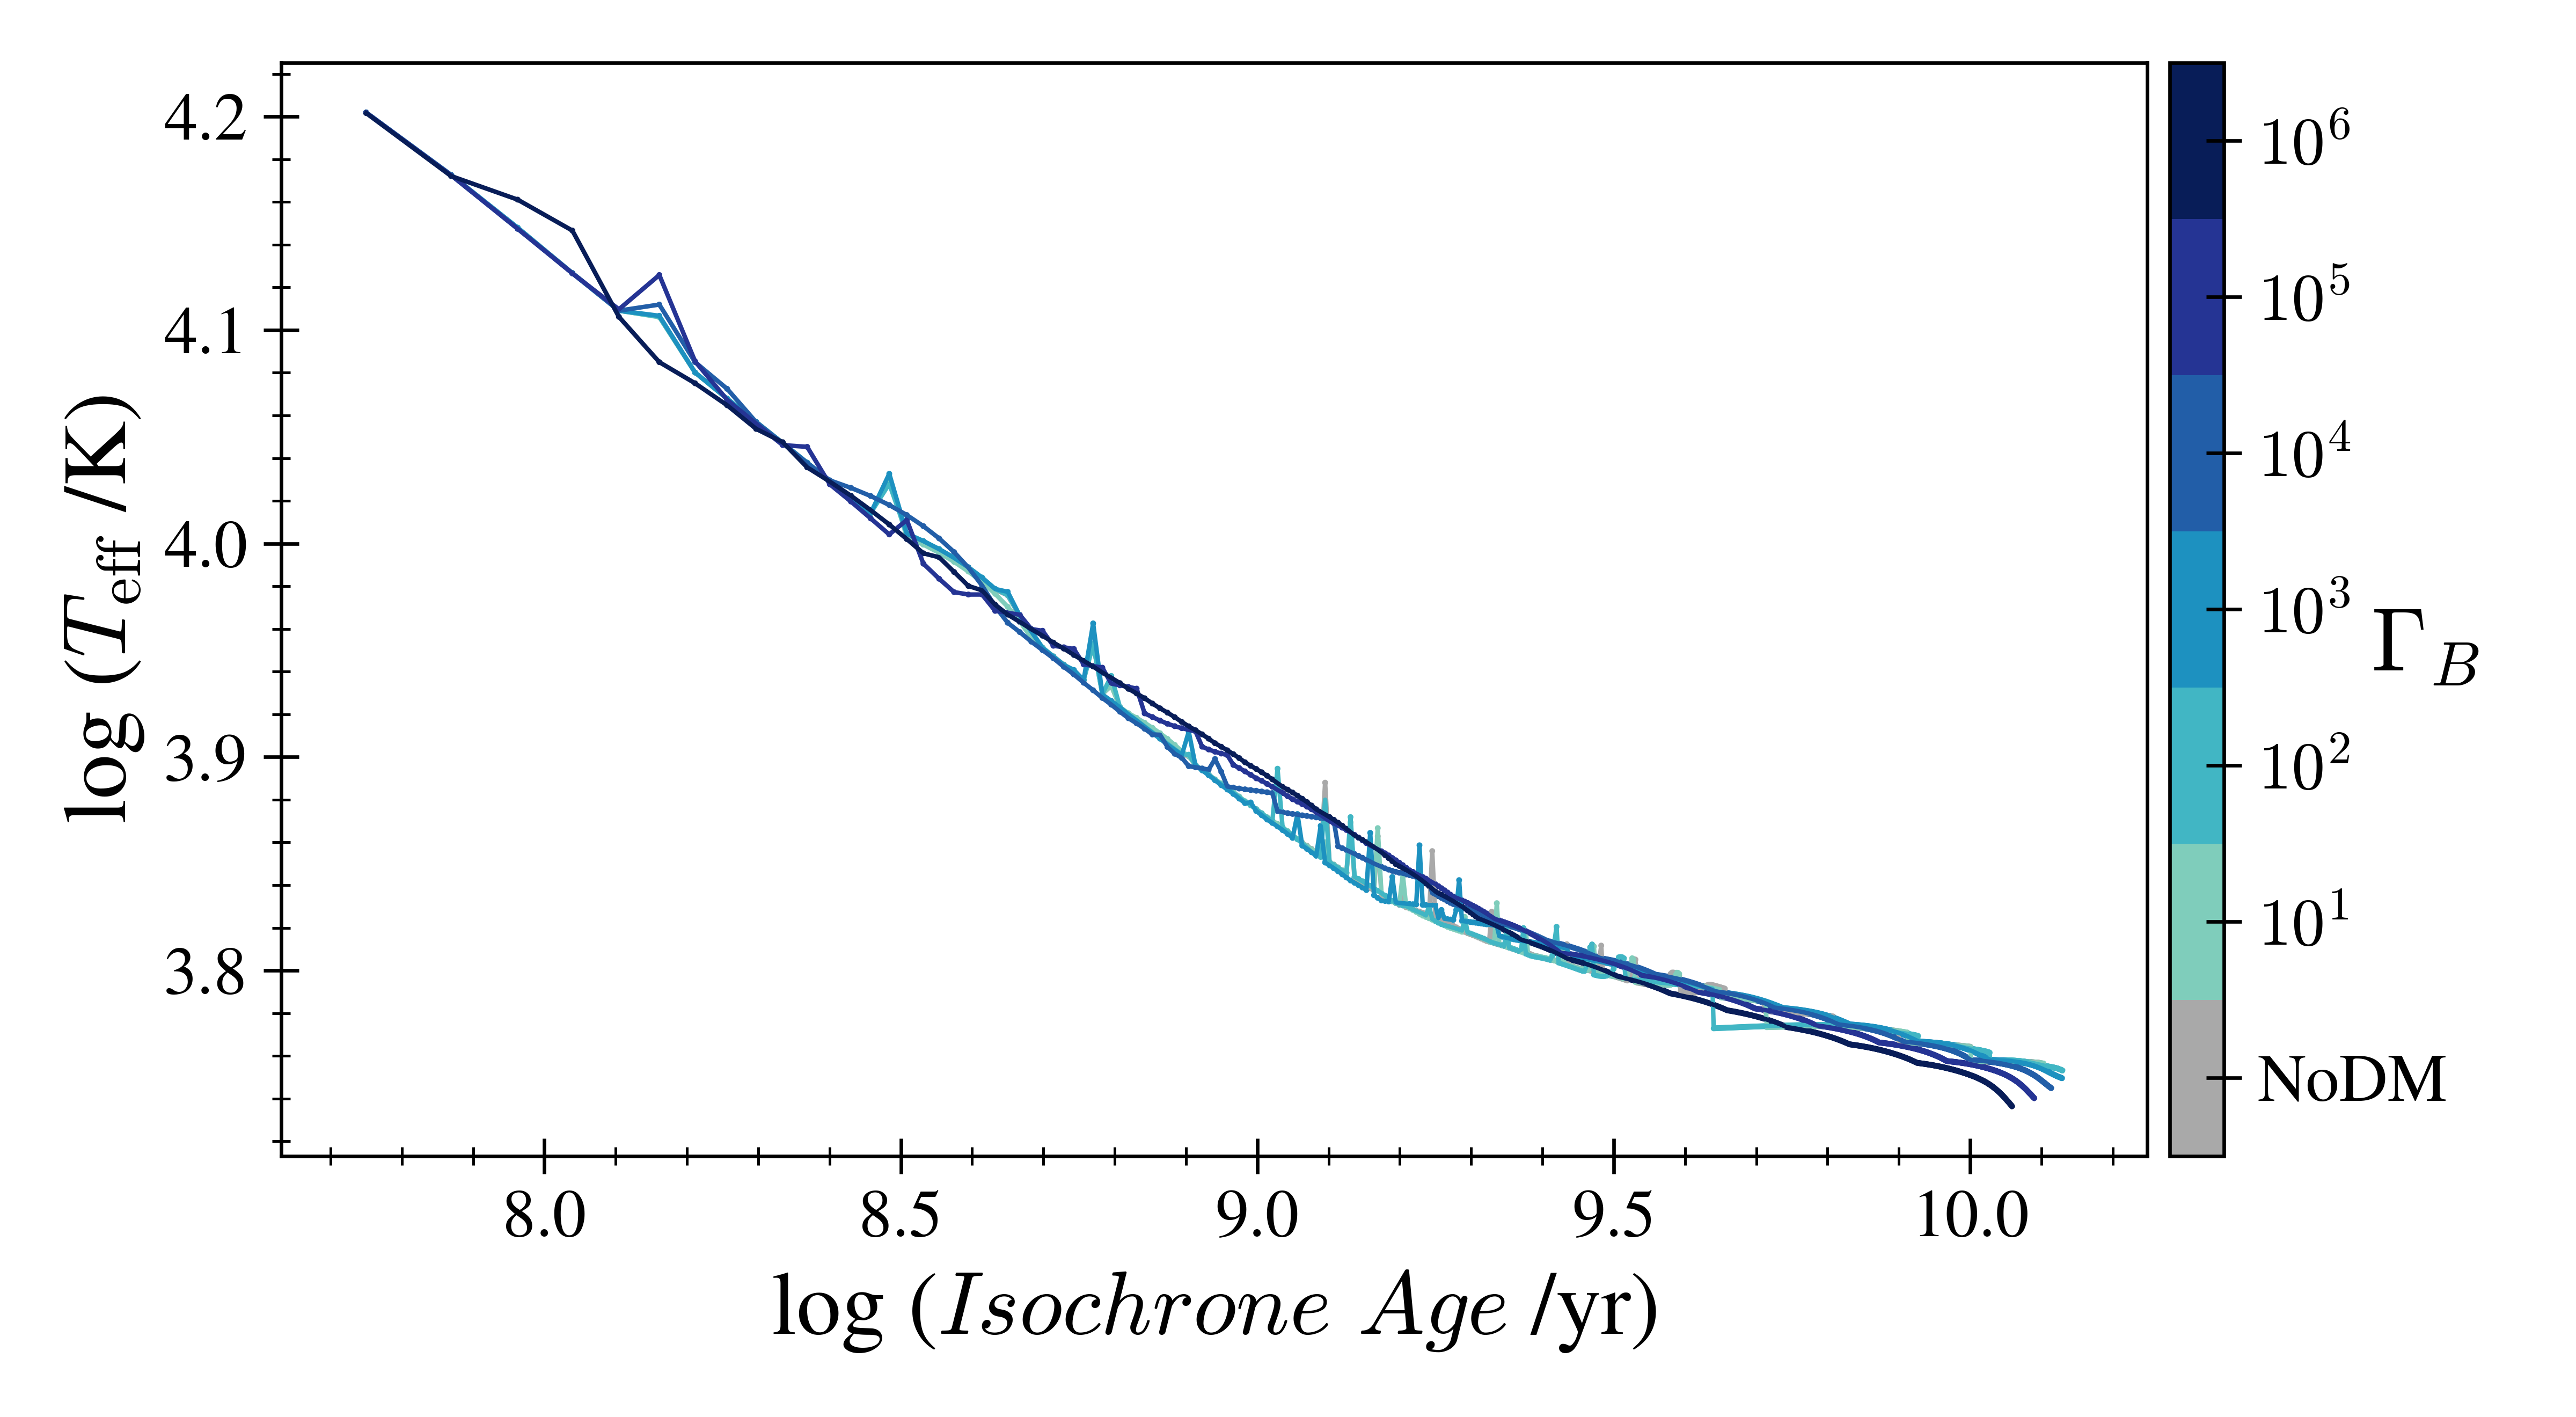 4.2
4.1
4.0
3.9
3.8
log (T_eff /K)
8.0 8.5 9.0 9.5 10.0
log (Isochrone Age /yr)
10^6
10^5
10^4
10^3
10^2
10^1
NoDM
Γ_B